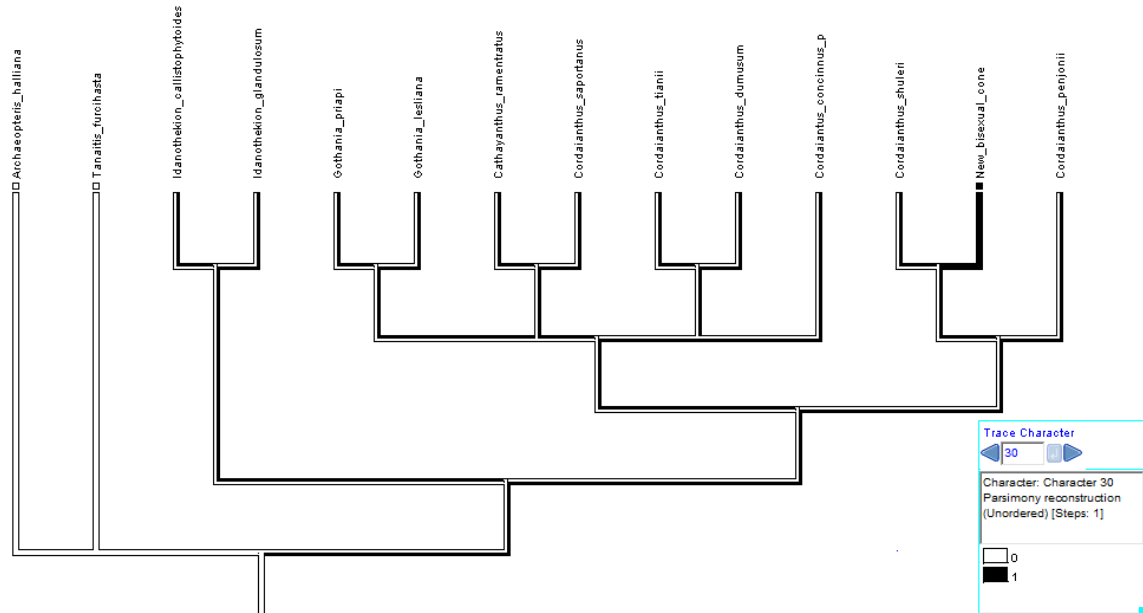 Archaeopteris_halliana
Tanaitis_furcihasta
Idanothekion_callistophytoides
Idanothekion_glandulosum
Gothania_priapi
Gothania_lesliana
Cathayanthus_ramentratus
Cordaianthus_saportanus
Cordaianthus_tianii
Cordaianthus_dumusum
Cordaiantus_concinnus_p
Cordaianthus_shuleri
New_bisexual_cone
Cordaianthus_penjonii
Trace Character
30
Character: Character 30
Parsimony reconstruction
(Unordered) [Steps: 1]
0
1